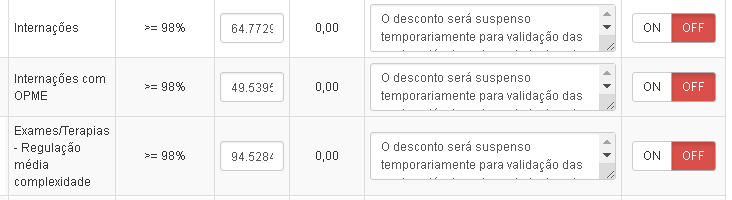 Internações >= 98% 64.7729 0,00 O desconto será suspenso
temporariamente para validação das
ON OFF
Internações com
OPME
>= 98% 49.5395 0,00 O desconto será suspenso
temporariamente para validação das
ON OFF
Exames/Terapias
- Regulação
média
complexidade
>= 98% 94.5284 0,00 O desconto será suspenso
temporariamente para validação das
ON OFF